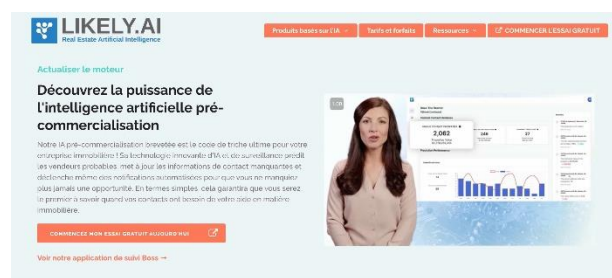 LIKELY.AI
Real Estate Artificial Intelligence
Produits basés sur l'IA
Tarifs et forfaits
Ressources
COMMENCER L'ESSAI GRATUIT
Actualiser le moteur
Découvrez la puissance de
l'intelligence artificielle pré-
commercialisation
Notre IA pré-commercialisation brevetée est le code de triche ultime pour votre
entreprise immobilière ! Sa technologie innovante d'IA et de surveillance prédit
les vendeurs probables, met à jour les informations de contact manquantes et
déclenche même des notifications automatisées pour que vous ne manquiez
plus jamais une opportunité. En termes simples, cela garantira que vous serez
le premier à savoir quand vos contacts ont besoin de votre aide en matière
immobilière.
COMMENCEZ MON ESSAI GRATUIT AUJOURD'HUI
Voir notre application de suivi Boss →
2,062